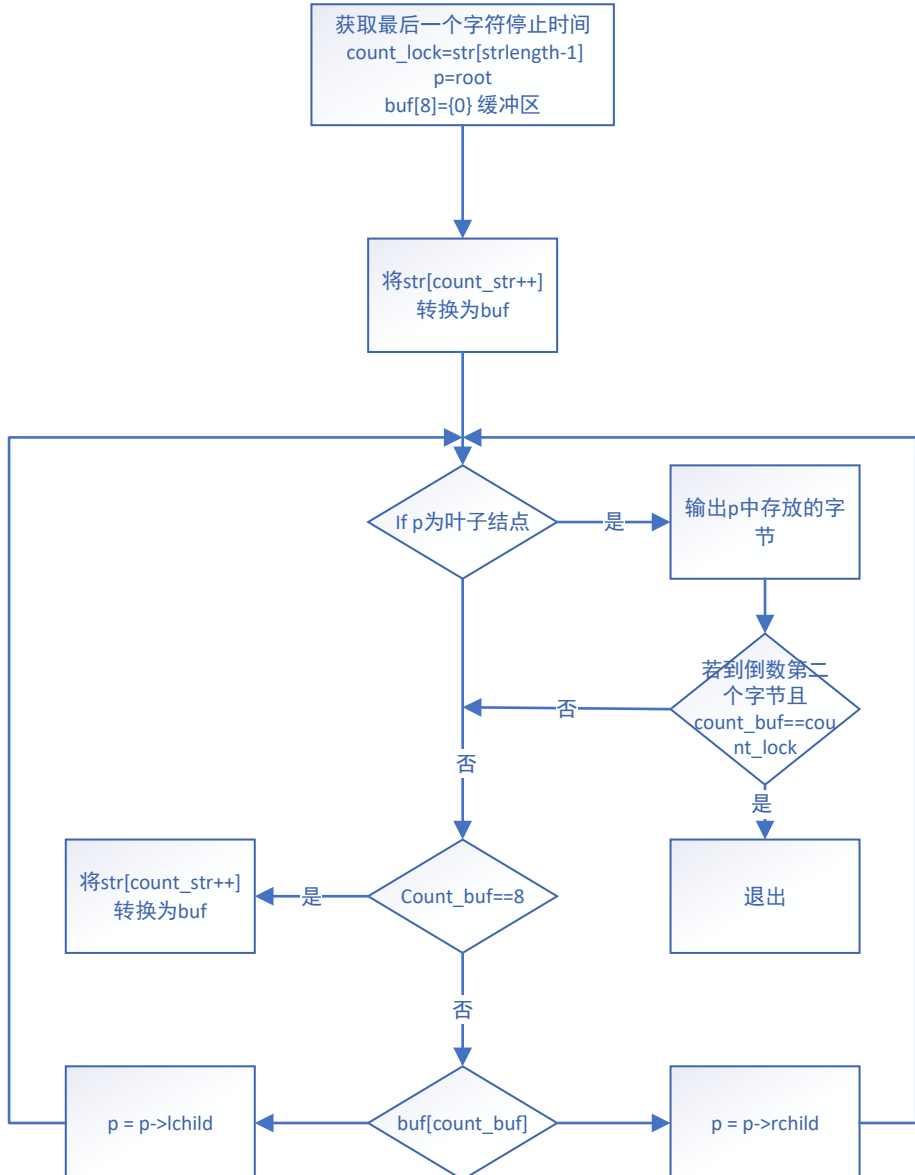 获取最后一个字符停止时间
count_lock=str[strlength-1]
p=root
buf[8]={0} 缓冲区
将str[count_str++]
转换为buf
If p为叶子结点
是
输出p中存放的字
节
若到倒数第二
个字节且
count_buf==cou
nt_lock
否
否
是
将str[count_str++]
转换为buf
是
Count_buf==8
退出
否
p = p->lchild
buf[count_buf]
p = p->rchild